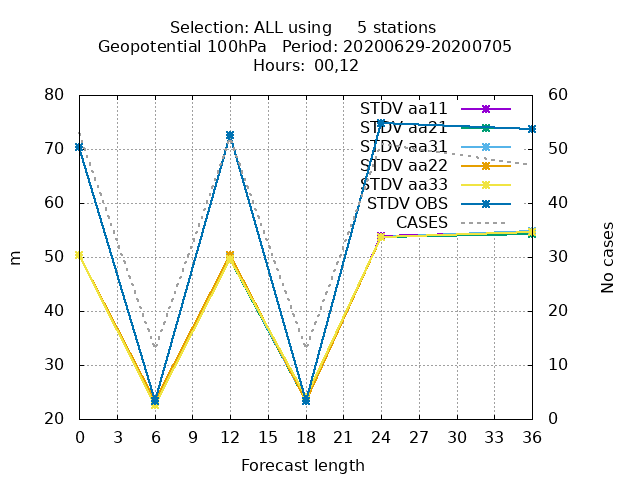 Selection: ALL using 5 stations
Geopotential 100hPa Period: 20200629-20200705
Hours: 00,12
80 60
STDV aa11
STDV aa21
70 50
STDV aa31
STDV aa22
STDV aa33
60 40
STDV OBS
CASES
50 30
m
No cases
40 20
30 10
20 0
0 3 6 9 12 15 18 21 24 27 30 33 36
Forecast length